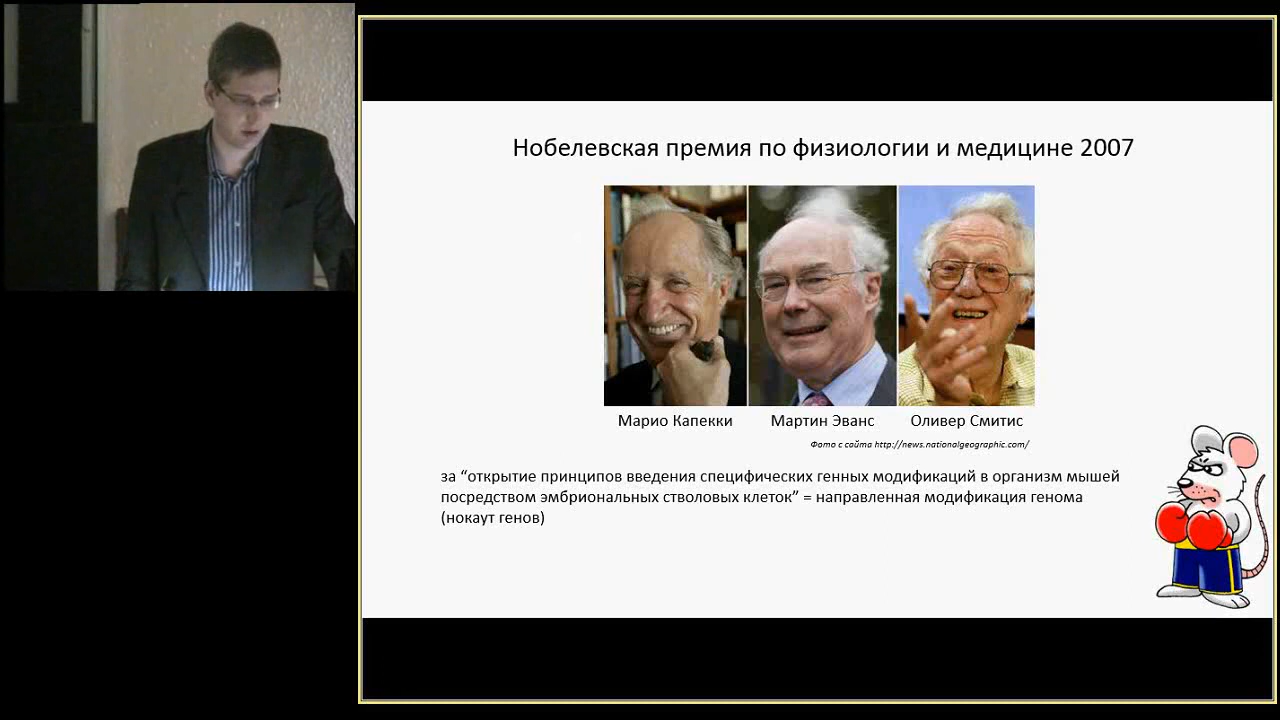 Нобелевская премия по физиологии и медицине 2007
Марио Капекки
Мартин Эванс
Оливер Смитис
Фото с сайта http://news.nationalgeographic.com/
за “открытие принципов введения специфических генных модификаций в организм мышей
посредством эмбриональных стволовых клеток” = направленная модификация генома
(нокаут генов)